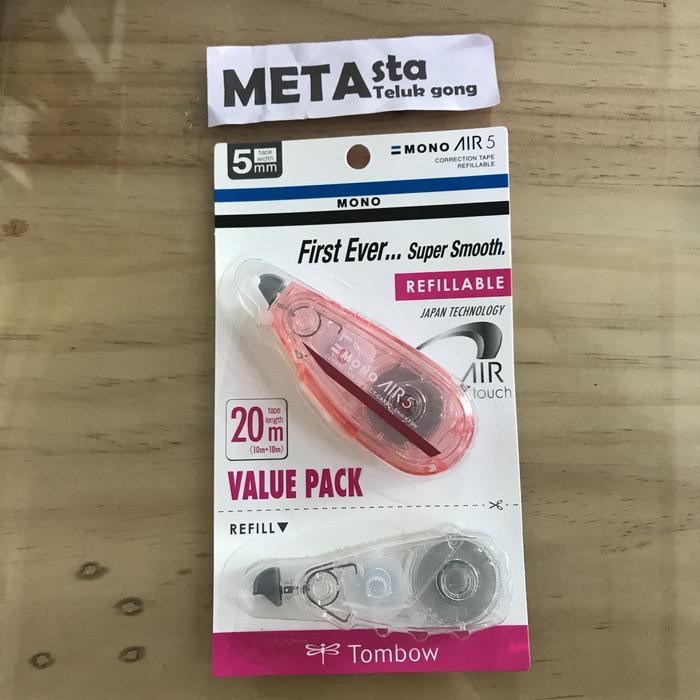 METAsta
Teluk gong
5 tape width mm
MONO AIR 5
CORRECTION TAPE
REFILLABLE
MONO
First Ever... Super Smooth.
REFILLABLE
JAPAN TECHNOLOGY
AIR
touch
MONO AIR 5
20 m tape length
(10m+10m)
VALUE PACK
REFILL▼
Tombow